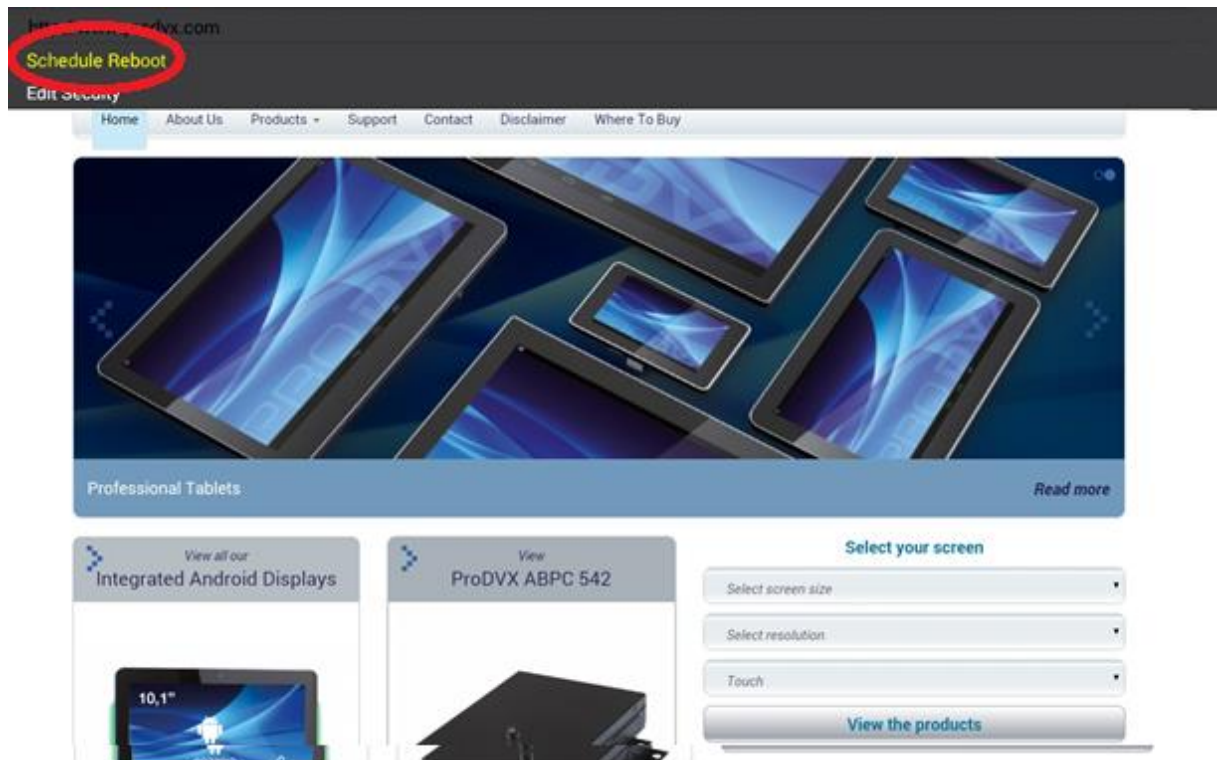 Schedule Reboot
Edit Security
Home About Us Products Support Contact Disclaimer Where To Buy
Professional Tablets Read more
View all our
Integrated Android Displays
View
ProDVX ABPC 542
Select your screen
Select screen size
Select resolution
Touch
View the products
10,1"